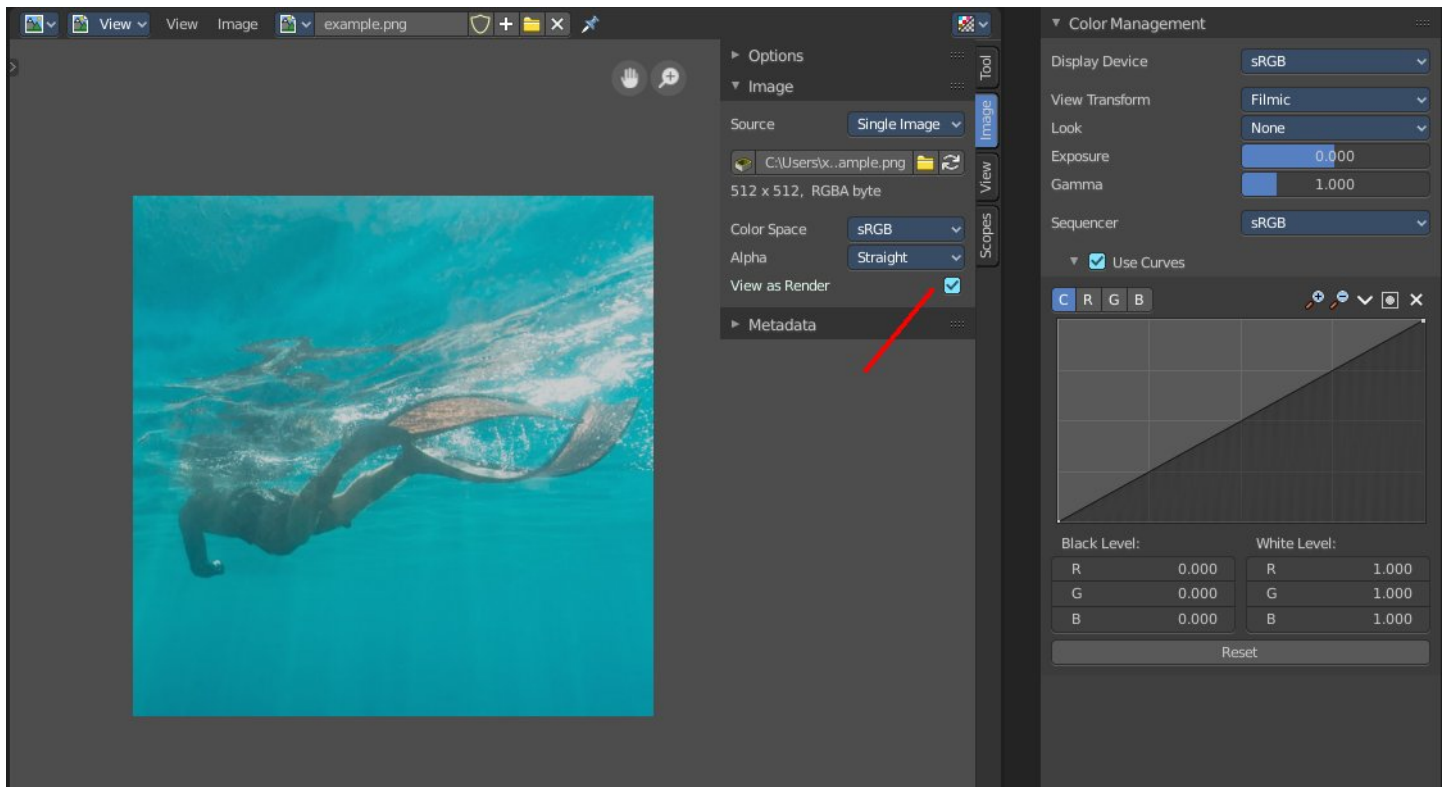 View View Image example.png
Options
Image
Source Single Image
C:\Users\x..ample.png
512 x 512, RGBA byte
Color Space sRGB
Alpha Straight
View as Render
Metadata
Tool
Image
View
Scopes
Color Management
Display Device sRGB
View Transform Filmic
Look None
Exposure 0.000
Gamma 1.000
Sequencer sRGB
Use Curves
C R G B
Black Level: White Level:
R 0.000 R 1.000
G 0.000 G 1.000
B 0.000 B 1.000
Reset